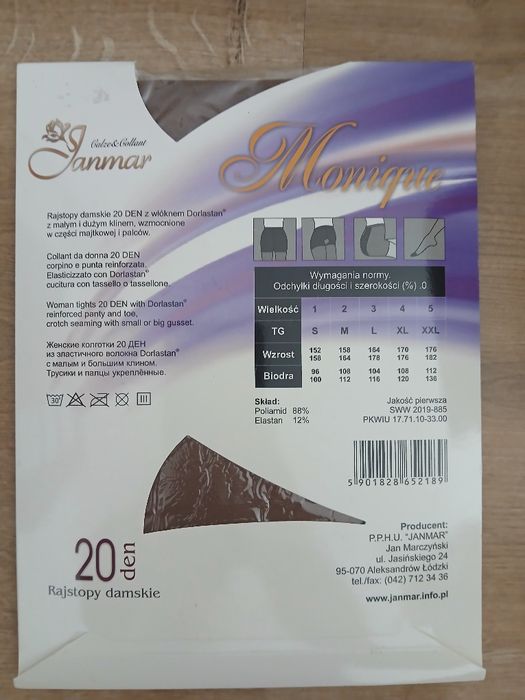 Calze&Collant
Janmar
Monique
Rajstopy damskie 20 DEN z włóknem Dorlastan®
z małym i dużym klinem, wzmocnione
w części majtkowej i palców.
Collant da donna 20 DEN
corpino e punta reinforzata.
Elasticizzato con Dorlastan®
cucitura con tasello o tassellone.
Woman tights 20 DEN with Dorlastan®
reinforced panty and toe,
crotch seaming with small or big gusset.
Женские колготки 20 ДЕН
из эластичного волокна Dorlastan®
с малым и большим клином.
Трусики и палцы укреплённые.
30
Wymagania normy.
Odchyłki długości i szerokości (%) .0
Wielkość 1 2 3 4 5
TG S M L XL XXL
Wzrost 152 158 164 170 176
158 164 178 176 182
Biodra 96 108 104 108 112
100 112 116 120 136
Skład:
Poliamid 88%
Elastan 12%
Jakość pierwsza
SWW 2019-885
PKWIU 17.71.10-33.00
5 901828 652189
20 den
Rajstopy damskie
Producent:
P.P.H.U. "JANMAR"
Jan Marczyński
ul. Jasińskiego 24
95-070 Aleksandrów Łódzki
tel./fax: (042) 712 34 36
www.janmar.info.pl